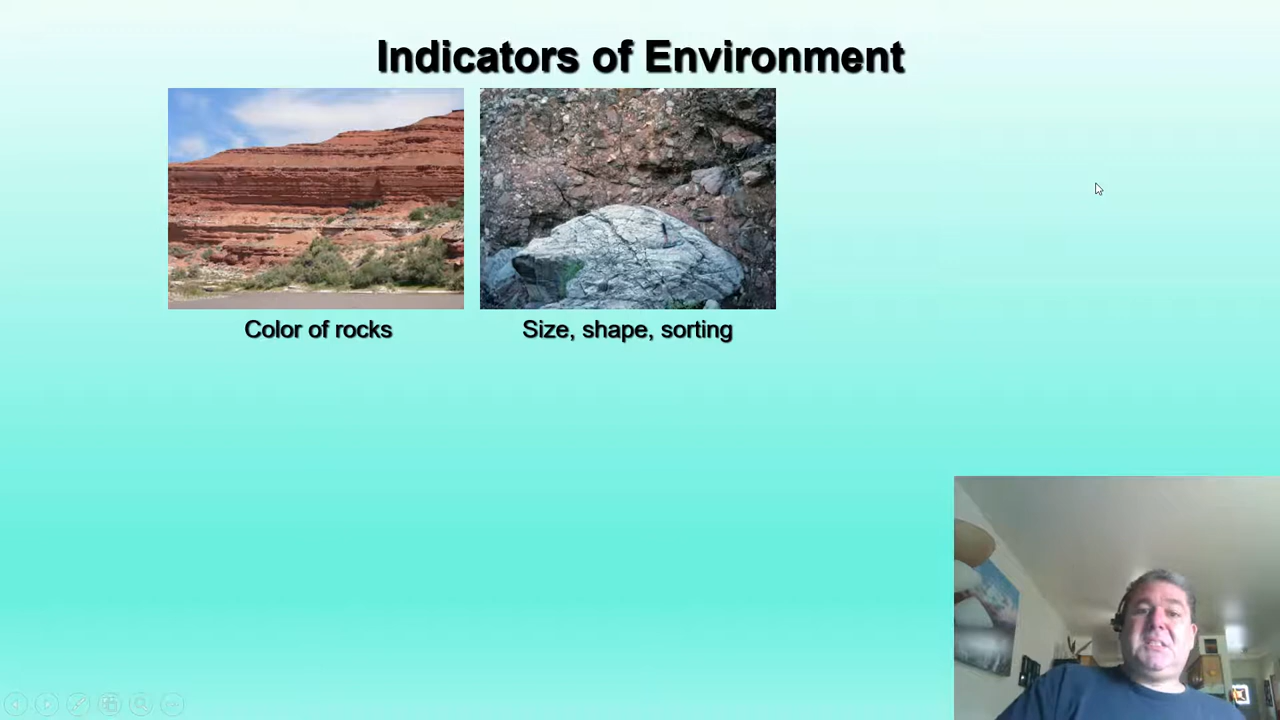 Indicators of Environment
Color of rocks
Size, shape, sorting